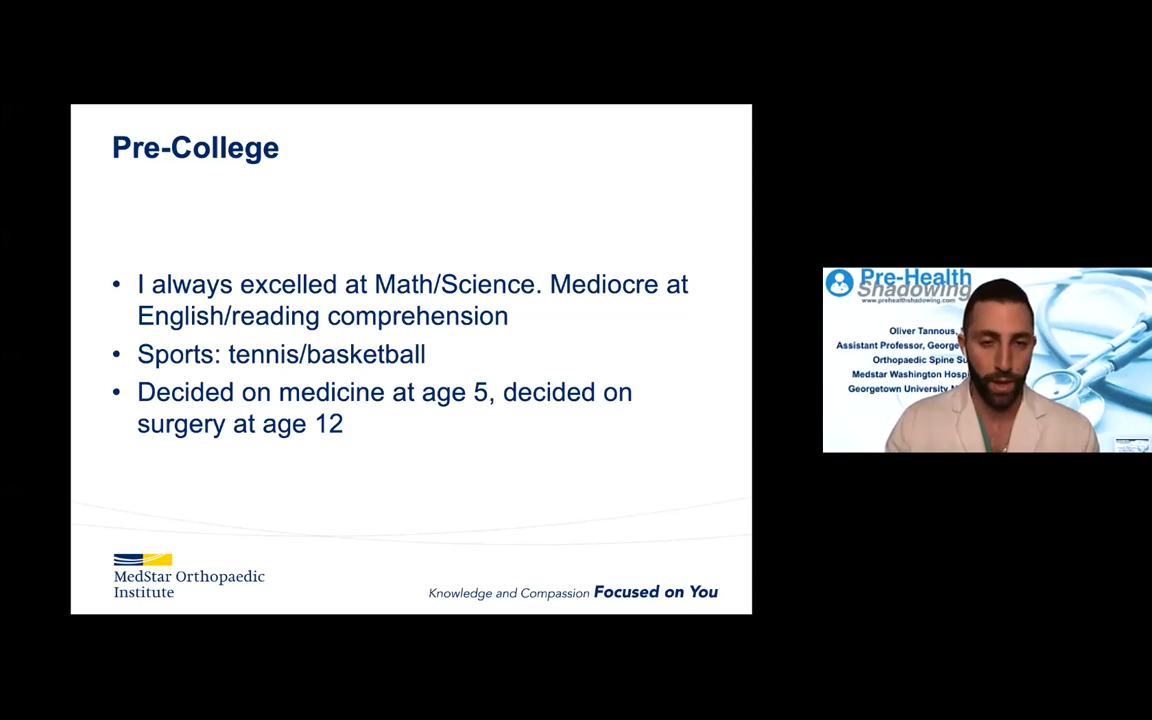 Pre-College
• I always excelled at Math/Science. Mediocre at
English/reading comprehension
• Sports: tennis/basketball
• Decided on medicine at age 5, decided on
surgery at age 12
MedStar Orthopaedic
Institute
Knowledge and Compassion Focused on You
Pre-Health
Shadowing
www.prehealthshadowing.com
Oliver Tannous,
Assistant Professor, George
Orthopaedic Spine Su
Medstar Washington Hosp
Georgetown University